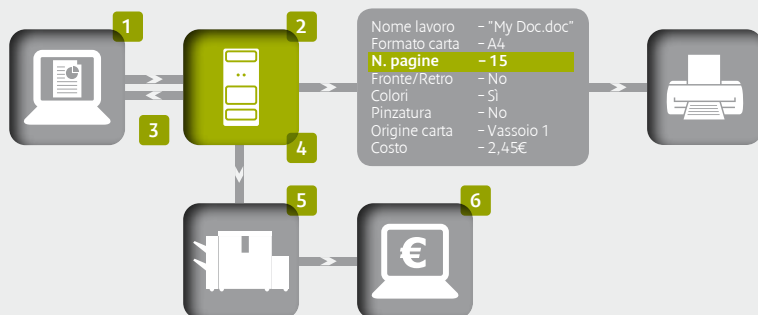 1
2
Nome lavoro – "My Doc.doc"
Formato carta – A4
N. pagine – 15
Fronte/Retro – No
Colori – Sì
Pinzatura – No
Origine carta – Vassoio 1
Costo – 2,45€
3
4
5
6
€